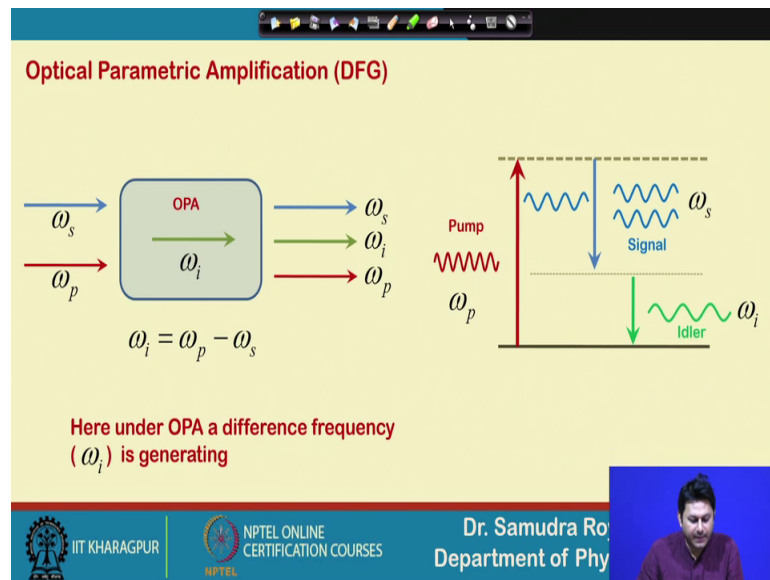 Optical Parametric Amplification (DFG)
ω_s
ω_p
OPA
ω_i
ω_s
ω_i
ω_p
ω_i = ω_p − ω_s
Pump
ω_p
Signal
ω_s
Idler
ω_i
Here under OPA a difference frequency
(ω_i) is generating
IIT KHARAGPUR
NPTEL
NPTEL ONLINE
CERTIFICATION COURSES
Dr. Samudra
Department of